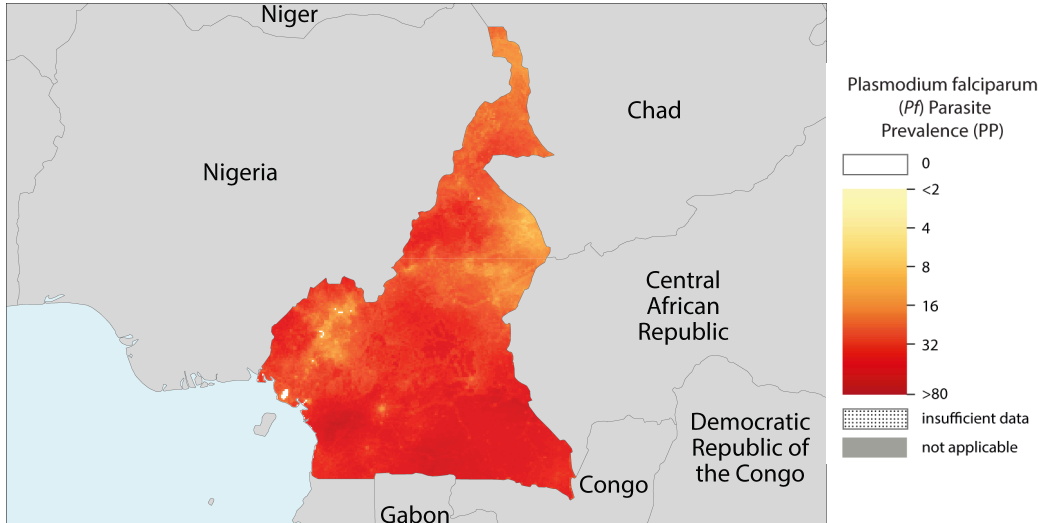 Niger
Chad
Nigeria
Central
African
Republic
Democratic
Republic of
the Congo
Congo
Gabon
Plasmodium falciparum
(Pf) Parasite
Prevalence (PP)
0
<2
4
8
16
32
>80
insufficient data
not applicable